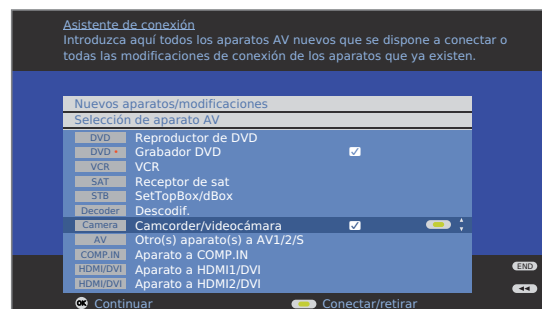 Asistente de conexión
Introduzca aquí todos los aparatos AV nuevos que se dispone a conectar o
todas las modificaciones de conexión de los aparatos que ya existen.
Nuevos aparatos/modificaciones
Selección de aparato AV
DVD Reproductor de DVD
DVD • Grabador DVD
VCR VCR
SAT Receptor de sat
STB SetTopBox/dBox
Decoder Descodif.
Camera Camcorder/videocámara
AV Otro(s) aparato(s) a AV1/2/S
COMP.IN Aparato a COMP.IN
HDMI/DVI Aparato a HDMI1/DVI
HDMI/DVI Aparato a HDMI2/DVI
END
OK Continuar Conectar/retirar